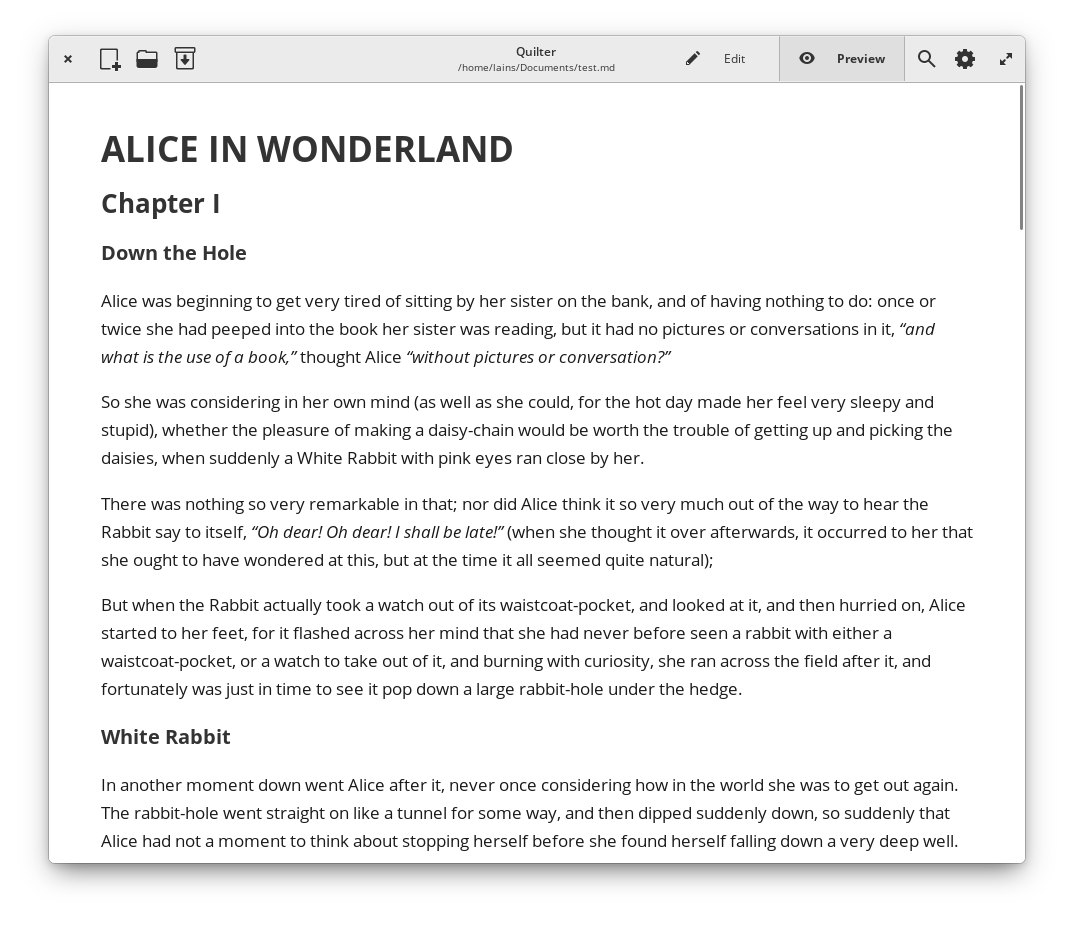 Quilter
/home/lains/Documents/test.md
Edit
Preview
ALICE IN WONDERLAND
Chapter I
Down the Hole
Alice was beginning to get very tired of sitting by her sister on the bank, and of having nothing to do: once or
twice she had peeped into the book her sister was reading, but it had no pictures or conversations in it, “and
what is the use of a book,” thought Alice “without pictures or conversation?”
So she was considering in her own mind (as well as she could, for the hot day made her feel very sleepy and
stupid), whether the pleasure of making a daisy-chain would be worth the trouble of getting up and picking the
daisies, when suddenly a White Rabbit with pink eyes ran close by her.
There was nothing so very remarkable in that; nor did Alice think it so very much out of the way to hear the
Rabbit say to itself, “Oh dear! Oh dear! I shall be late!” (when she thought it over afterwards, it occurred to her that
she ought to have wondered at this, but at the time it all seemed quite natural);
But when the Rabbit actually took a watch out of its waistcoat-pocket, and looked at it, and then hurried on, Alice
started to her feet, for it flashed across her mind that she had never before seen a rabbit with either a
waistcoat-pocket, or a watch to take out of it, and burning with curiosity, she ran across the field after it, and
fortunately was just in time to see it pop down a large rabbit-hole under the hedge.
White Rabbit
In another moment down went Alice after it, never once considering how in the world she was to get out again.
The rabbit-hole went straight on like a tunnel for some way, and then dipped suddenly down, so suddenly that
Alice had not a moment to think about stopping herself before she found herself falling down a very deep well.